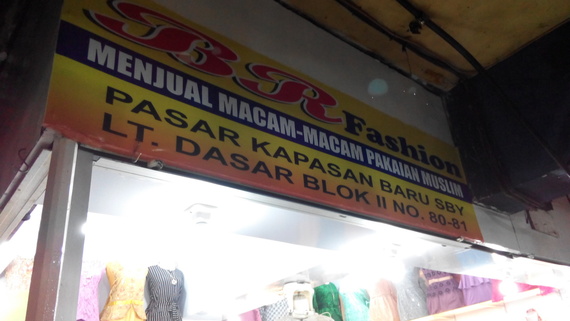 BR Fashion
MENJUAL MACAM-MACAM PAKAIAN MUSLIM
PASAR KAPASAN BARU SBY
LT. DASAR BLOK II NO. 80-81